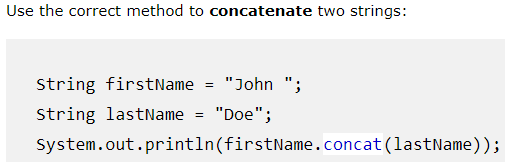 Use the correct method to concatenate two strings:
String firstName = "John ";
String lastName = "Doe";
System.out.println(firstName.concat(lastName));